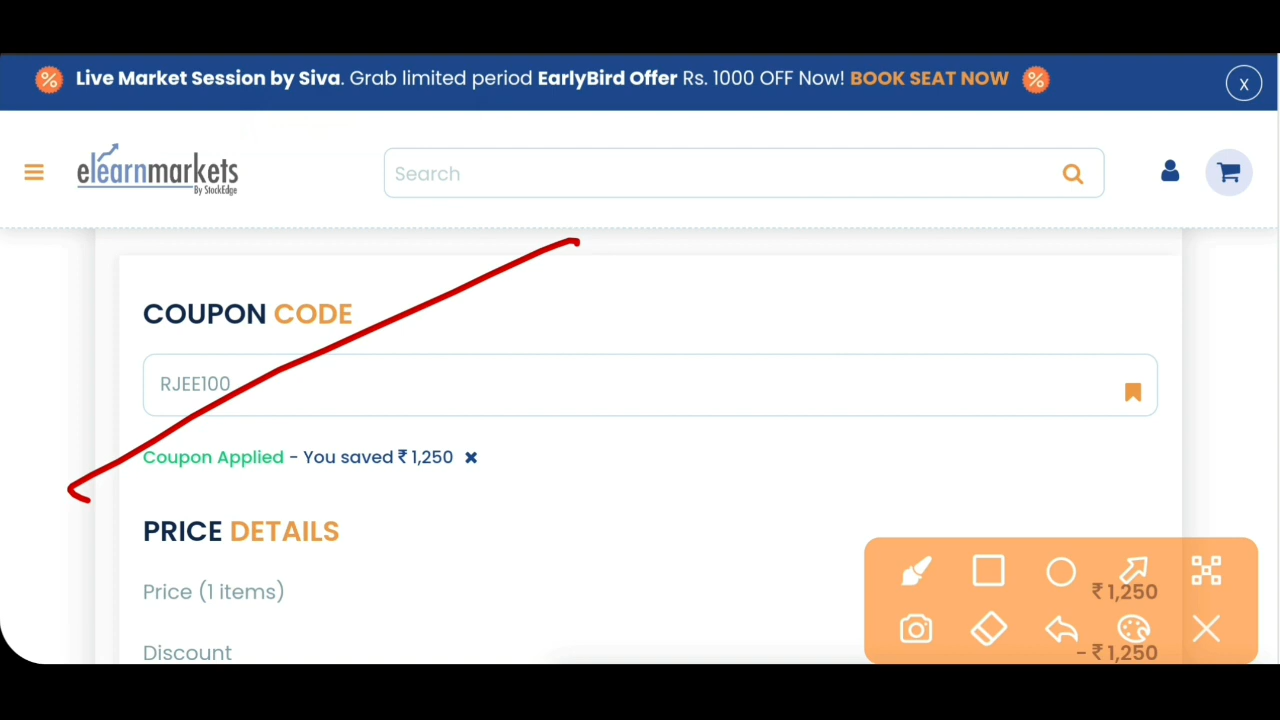 Live Market Session by Siva. Grab limited period EarlyBird Offer Rs. 1000 OFF Now! BOOK SEAT NOW
X
elearnmarkets
By StockEdge
Search
COUPON CODE
RJEE100
Coupon Applied - You saved ₹1,250 ×
PRICE DETAILS
Price (1 items) ₹1,250
Discount - ₹1,250